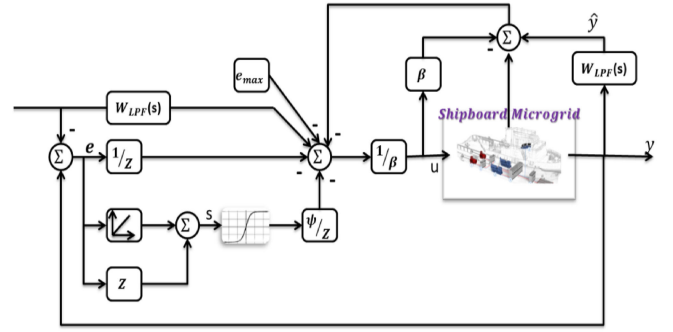 Σ
ŷ
-
W_LPF(s)
β
e_max
W_LPF(s)
Shipboard Microgrid
-
-
-
y
Σ
e
1/Z
Σ
1/β
u
-
-
Σ
s
ψ/Z
Z